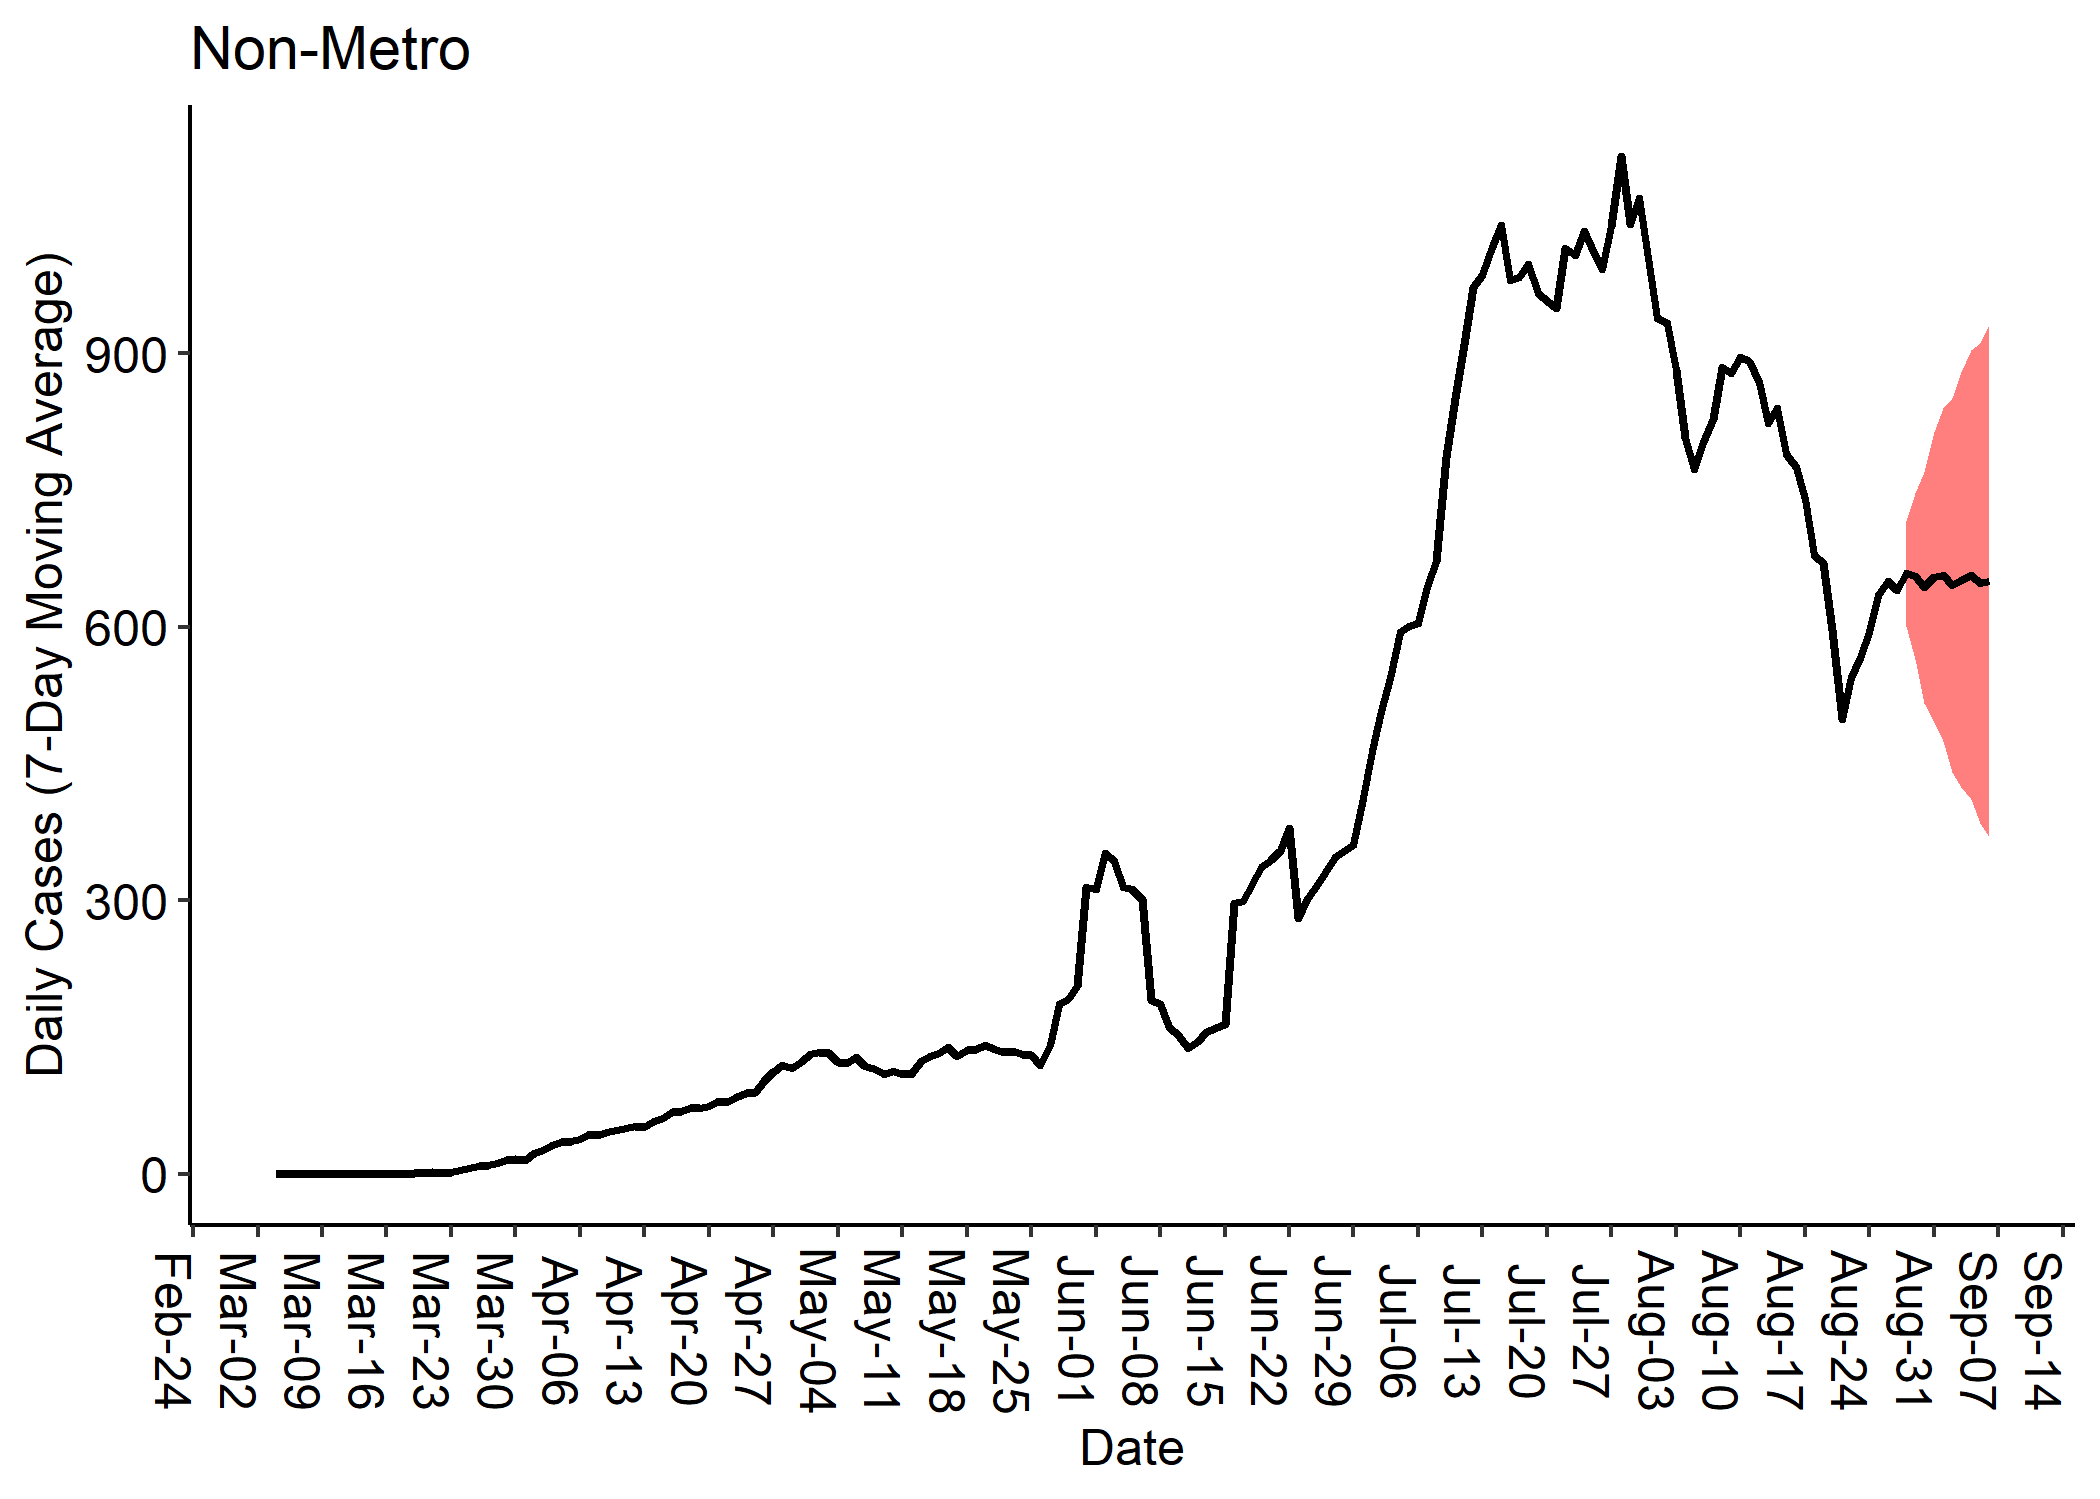 Non-Metro
Daily Cases (7-Day Moving Average)
900
600
300
0
Feb-24
Mar-02
Mar-09
Mar-16
Mar-23
Mar-30
Apr-06
Apr-13
Apr-20
Apr-27
May-04
May-11
May-18
May-25
Jun-01
Jun-08
Jun-15
Jun-22
Jun-29
Jul-06
Jul-13
Jul-20
Jul-27
Aug-03
Aug-10
Aug-17
Aug-24
Aug-31
Sep-07
Sep-14
Date